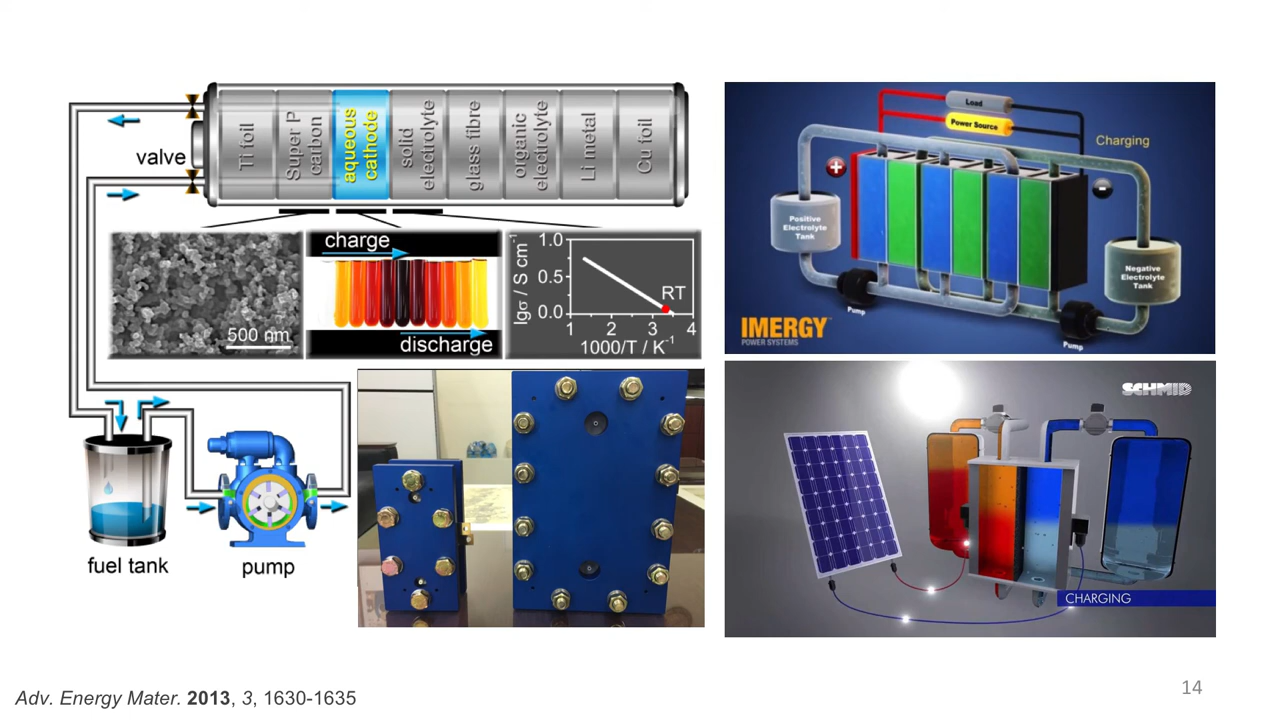 Ti foil
Super P
carbon
aqueous
cathode
solid
electrolyte
glass fibre
organic
electrolyte
Li metal
Cu foil
valve
500 nm
charge
discharge
lgσ / S cm⁻¹
1.0
0.5
0.0
RT
1 2 3 4
1000/T / K⁻¹
fuel tank
pump
Load
Power Source
Charging
+
-
Positive
Electrolyte
Tank
Negative
Electrolyte
Tank
Pump
Pump
IMERGY
POWER SYSTEMS
SCHMID
CHARGING
Adv. Energy Mater. 2013, 3, 1630-1635
14